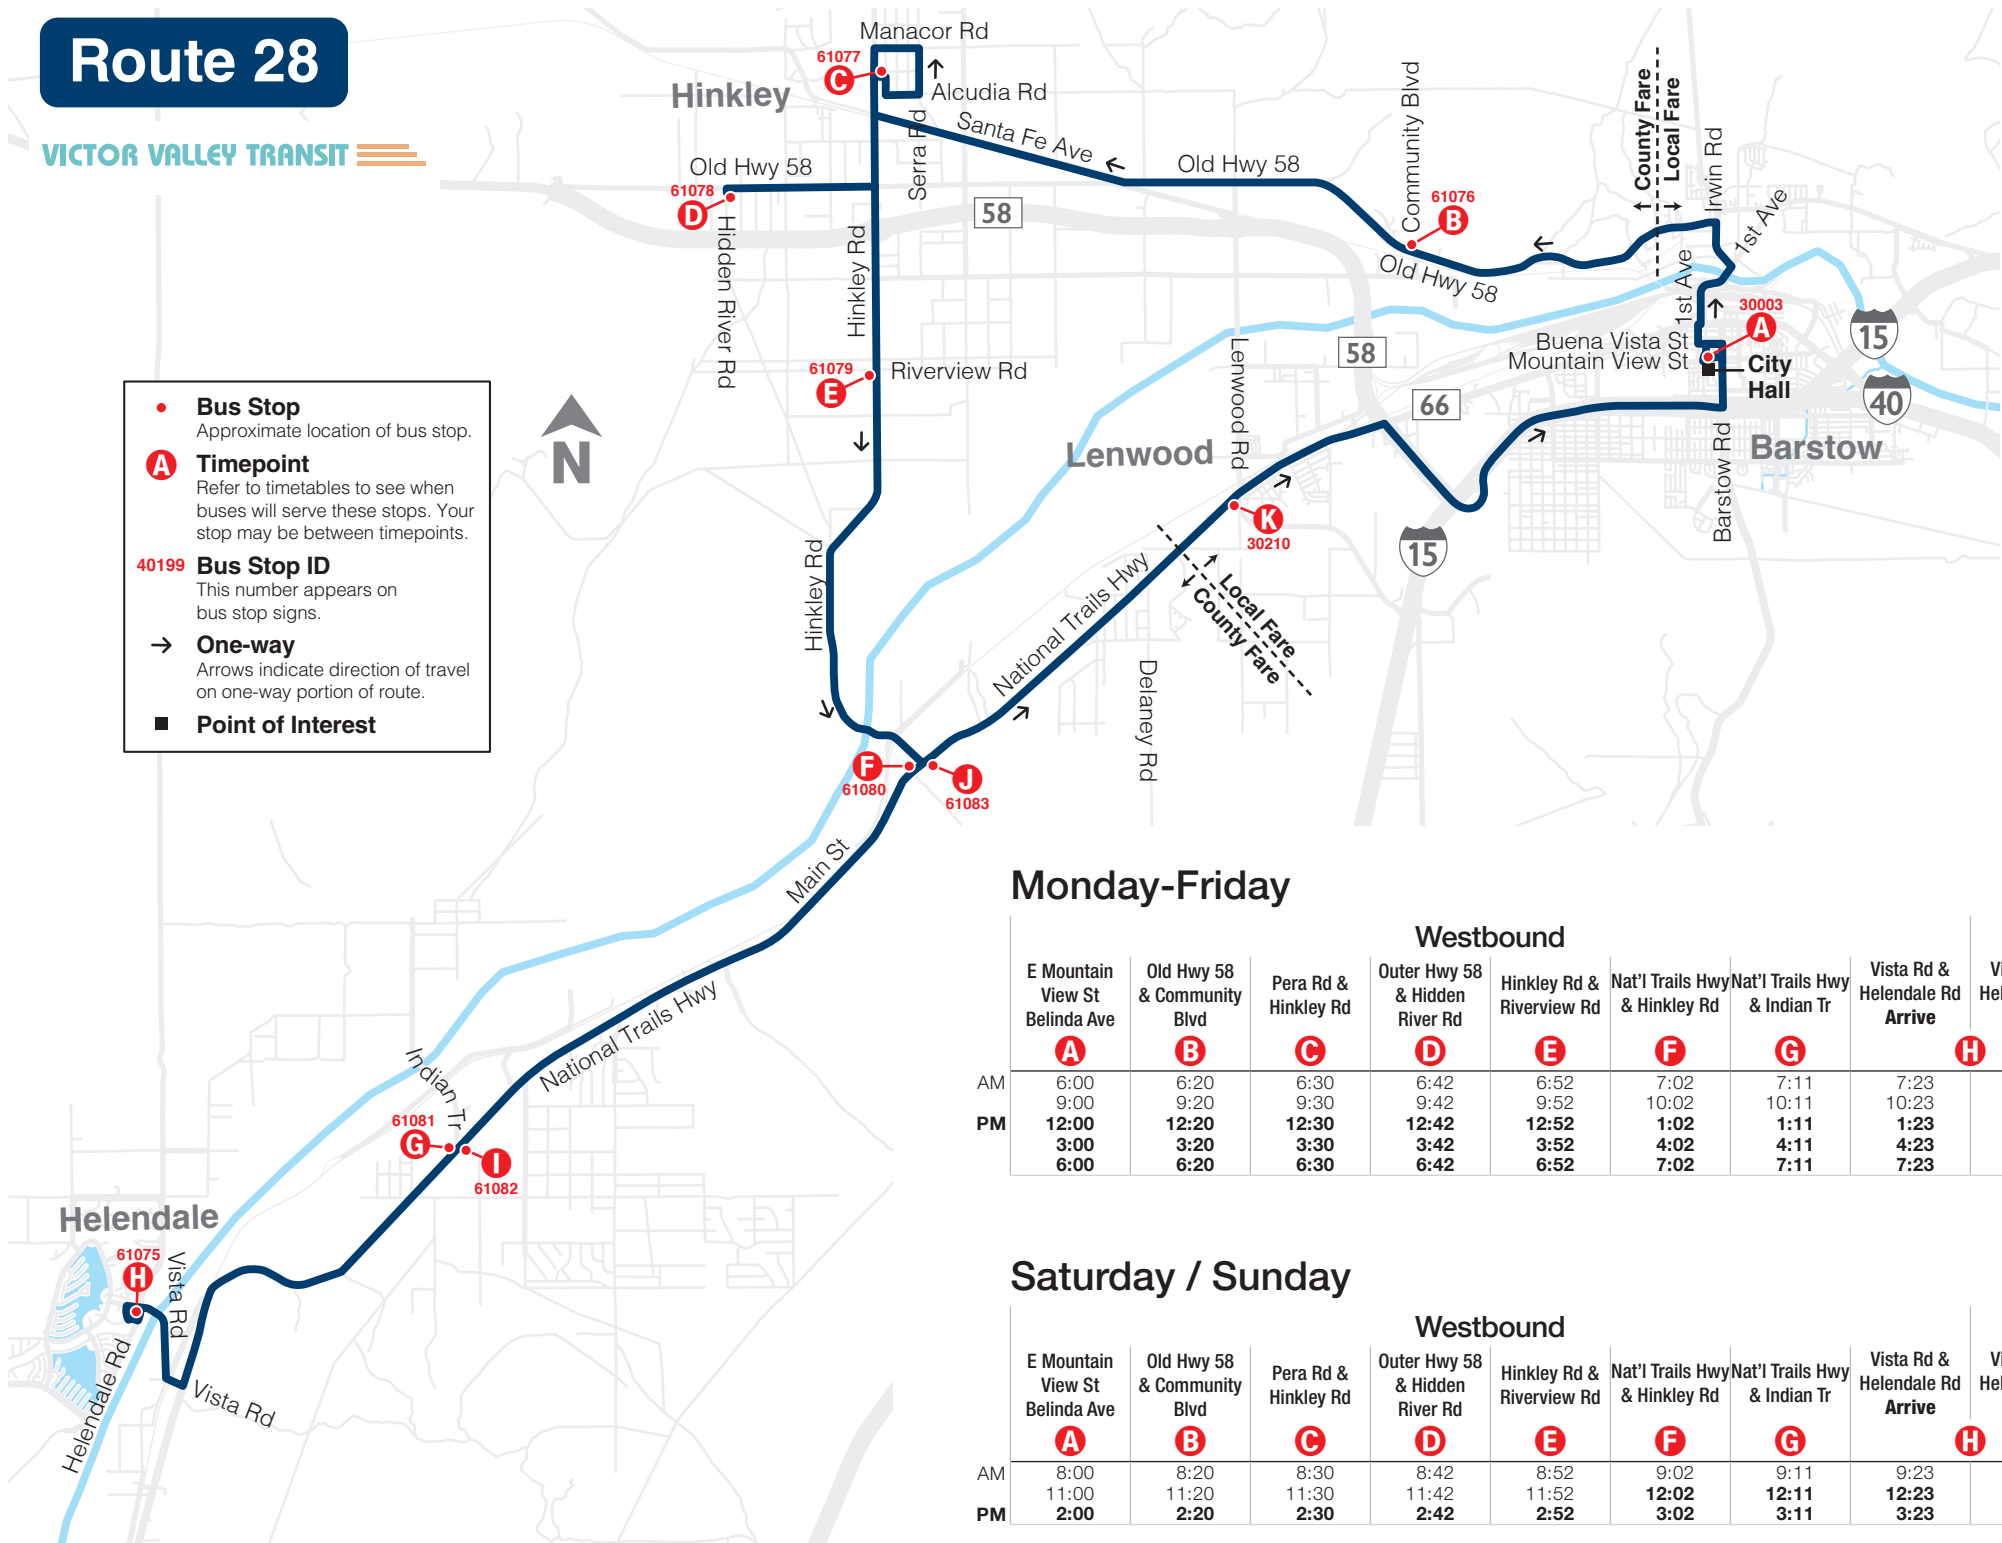 Route 28
VICTOR VALLEY TRANSIT
Manacor Rd
61077
C
Hinkley
Alcudia Rd
Serra Rd
Santa Fe Ave
Old Hwy 58
Old Hwy 58
61078
D
Hidden River Rd
Hinkley Rd
58
Community Blvd
61076
B
Old Hwy 58
County Fare
Local Fare
Irwin Rd
1st Ave
1st Ave
30003
A
Buena Vista St
Mountain View St
City
Hall
15
40
58
66
Barstow
Barstow Rd
Lenwood
Lenwood Rd
K
30210
15
61079
E
Riverview Rd
Bus Stop
Approximate location of bus stop.
A
Timepoint
Refer to timetables to see when
buses will serve these stops. Your
stop may be between timepoints.
40199
Bus Stop ID
This number appears on
bus stop signs.
One-way
Arrows indicate direction of travel
on one-way portion of route.
Point of Interest
N
Hinkley Rd
National Trails Hwy
Local Fare
County Fare
Delaney Rd
F
61080
J
61083
Main St
National Trails Hwy
Indian Tr
61081
G
I
61082
Helendale
61075
H
Vista Rd
Helendale Rd
Vista Rd
Monday-Friday
Westbound
E Mountain View St Belinda Ave
Old Hwy 58 & Community Blvd
Pera Rd & Hinkley Rd
Outer Hwy 58 & Hidden River Rd
Hinkley Rd & Riverview Rd
Nat'l Trails Hwy & Hinkley Rd
Nat'l Trails Hwy & Indian Tr
Vista Rd & Helendale Rd Arrive
A B C D E F G H
AM 6:00 6:20 6:30 6:42 6:52 7:02 7:11 7:23
9:00 9:20 9:30 9:42 9:52 10:02 10:11 10:23
PM 12:00 12:20 12:30 12:42 12:52 1:02 1:11 1:23
3:00 3:20 3:30 3:42 3:52 4:02 4:11 4:23
6:00 6:20 6:30 6:42 6:52 7:02 7:11 7:23
Saturday / Sunday
Westbound
E Mountain View St Belinda Ave
Old Hwy 58 & Community Blvd
Pera Rd & Hinkley Rd
Outer Hwy 58 & Hidden River Rd
Hinkley Rd & Riverview Rd
Nat'l Trails Hwy & Hinkley Rd
Nat'l Trails Hwy & Indian Tr
Vista Rd & Helendale Rd Arrive
A B C D E F G H
AM 8:00 8:20 8:30 8:42 8:52 9:02 9:11 9:23
11:00 11:20 11:30 11:42 11:52 12:02 12:11 12:23
PM 2:00 2:20 2:30 2:42 2:52 3:02 3:11 3:23